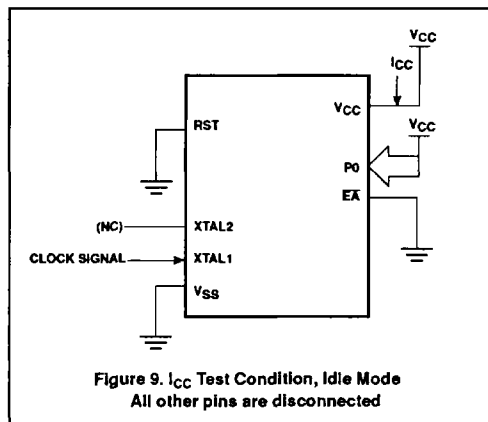 VCC
ICC
VCC
RST
VCC
P0
EA
(NC)
XTAL2
CLOCK SIGNAL
XTAL1
VSS
Figure 9. ICC Test Condition, Idle Mode
All other pins are disconnected